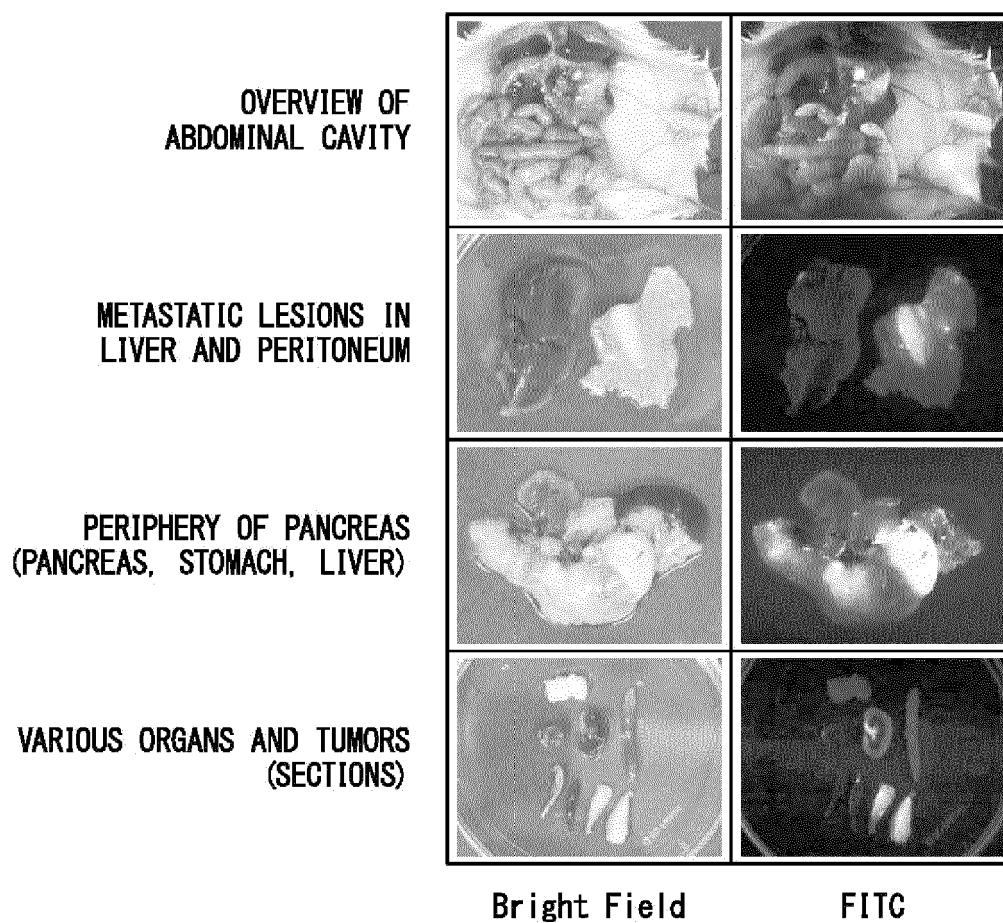 OVERVIEW OF
ABDOMINAL CAVITY
METASTATIC LESIONS IN
LIVER AND PERITONEUM
PERIPHERY OF PANCREAS
(PANCREAS, STOMACH, LIVER)
VARIOUS ORGANS AND TUMORS
(SECTIONS)
Bright Field
FITC